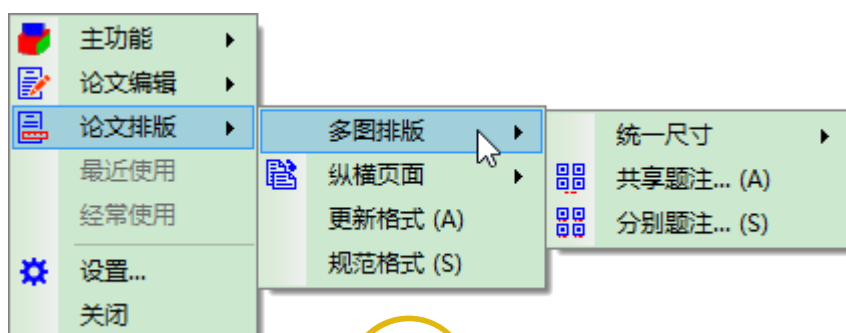 主功能
论文编辑
论文排版
最近使用
经常使用
设置...
关闭
多图排版
纵横页面
更新格式 (A)
规范格式 (S)
统一尺寸
共享题注... (A)
分别题注... (S)